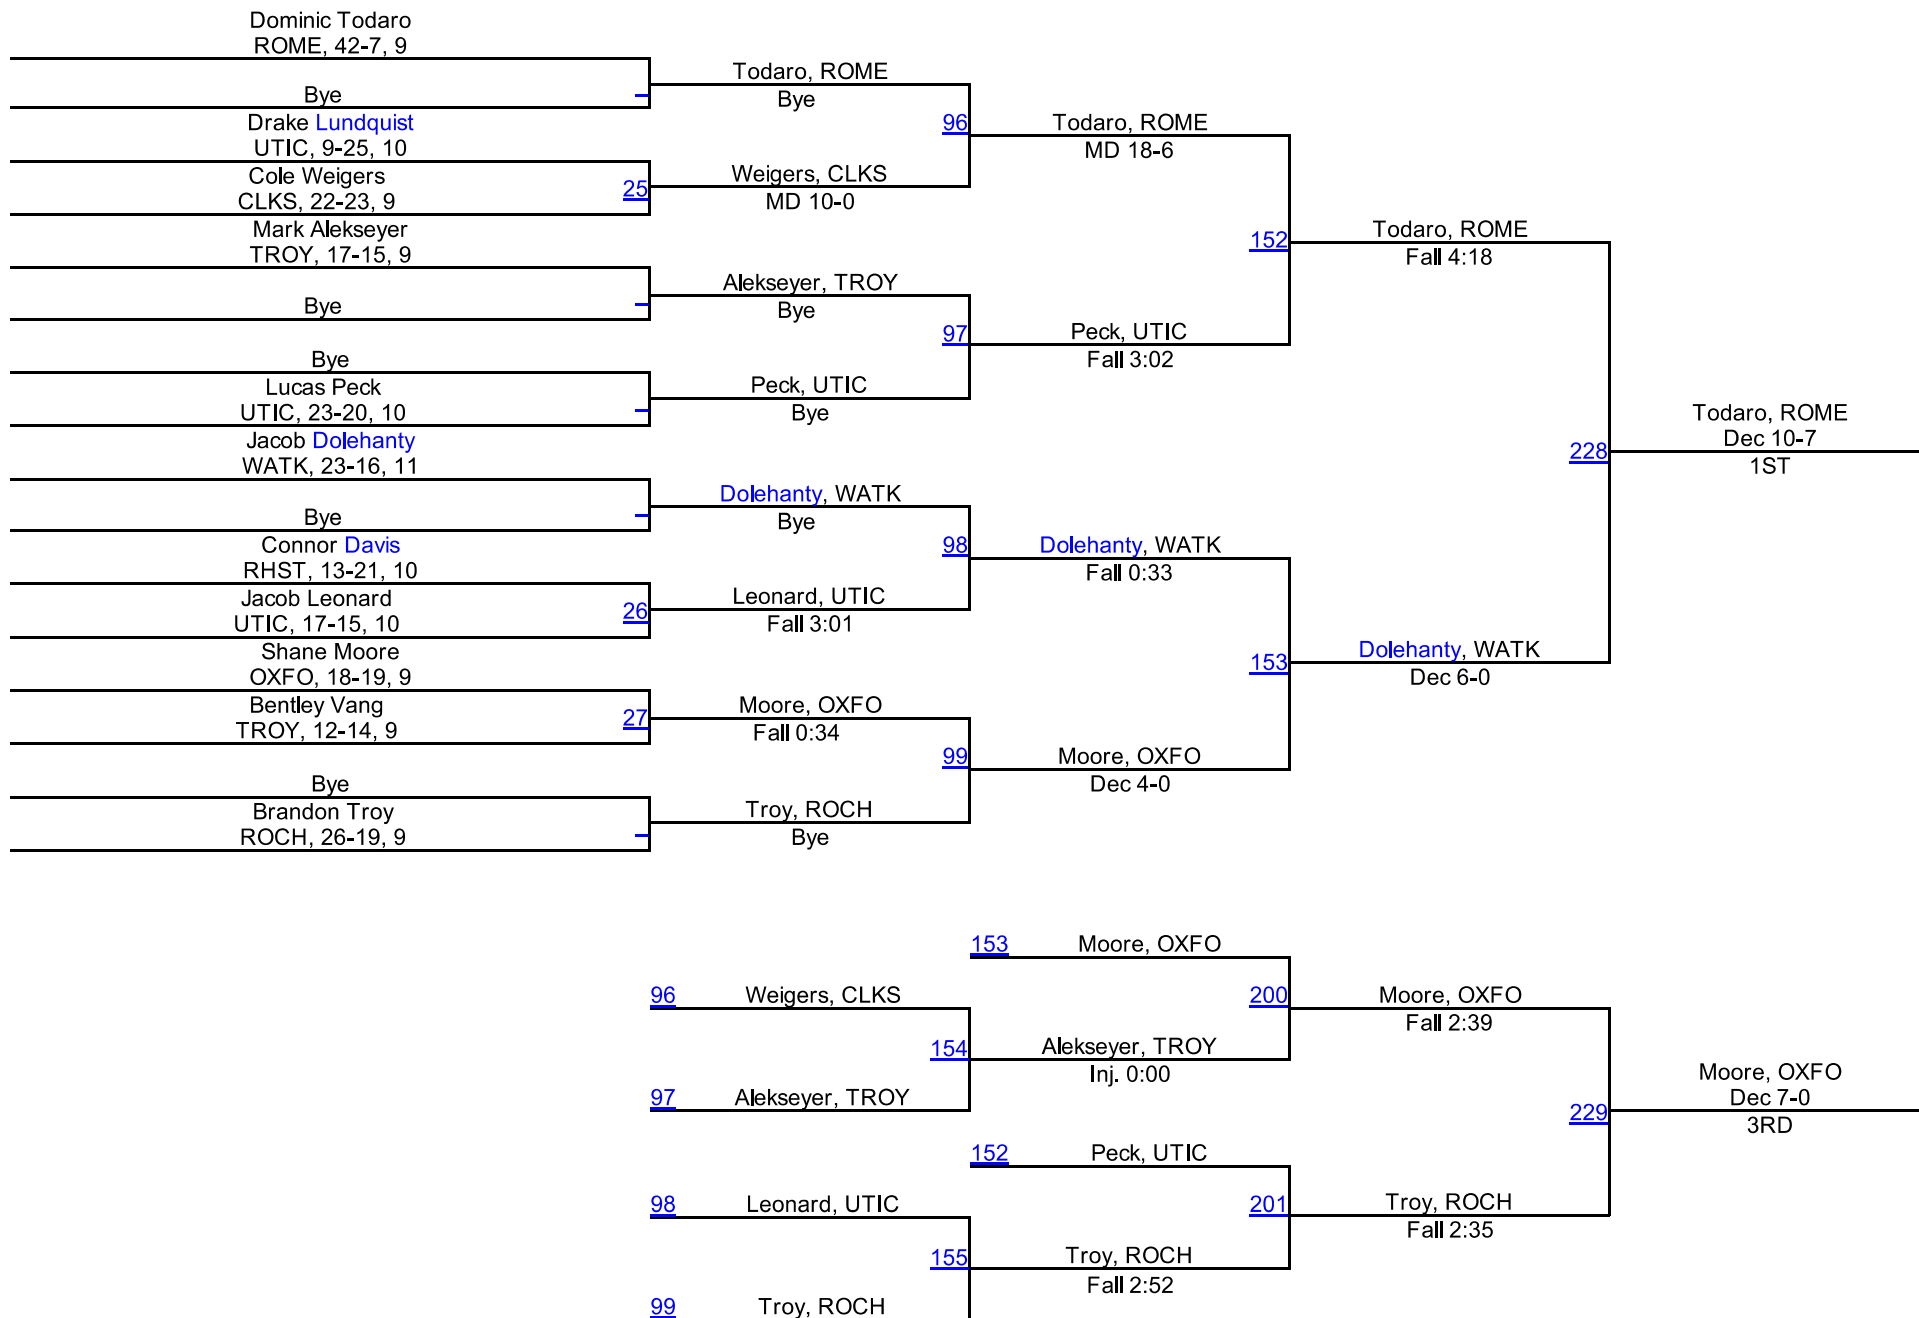 Dominic Todaro
ROME, 42-7, 9
Bye
Drake Lundquist
UTIC, 9-25, 10
Cole Weigers
CLKS, 22-23, 9
25
Mark Alekseyer
TROY, 17-15, 9
Bye
Bye
Lucas Peck
UTIC, 23-20, 10
Jacob Dolehanty
WATK, 23-16, 11
Bye
Connor Davis
RHST, 13-21, 10
Jacob Leonard
UTIC, 17-15, 10
26
Shane Moore
OXFO, 18-19, 9
Bentley Vang
TROY, 12-14, 9
27
Bye
Brandon Troy
ROCH, 26-19, 9
Todaro, ROME
Bye
96
Weigers, CLKS
MD 10-0
Alekseyer, TROY
Bye
97
Peck, UTIC
Bye
Dolehanty, WATK
Bye
98
Leonard, UTIC
Fall 3:01
Moore, OXFO
Fall 0:34
99
Troy, ROCH
Bye
Todaro, ROME
MD 18-6
152
Peck, UTIC
Fall 3:02
Dolehanty, WATK
Fall 0:33
153
Moore, OXFO
Dec 4-0
Todaro, ROME
Fall 4:18
228
Dolehanty, WATK
Dec 6-0
Todaro, ROME
Dec 10-7
1ST
96 Weigers, CLKS
154
97 Alekseyer, TROY
98 Leonard, UTIC
155
99 Troy, ROCH
153 Moore, OXFO
200
Alekseyer, TROY
Inj. 0:00
152 Peck, UTIC
201
Troy, ROCH
Fall 2:52
Moore, OXFO
Fall 2:39
229
Troy, ROCH
Fall 2:35
Moore, OXFO
Dec 7-0
3RD